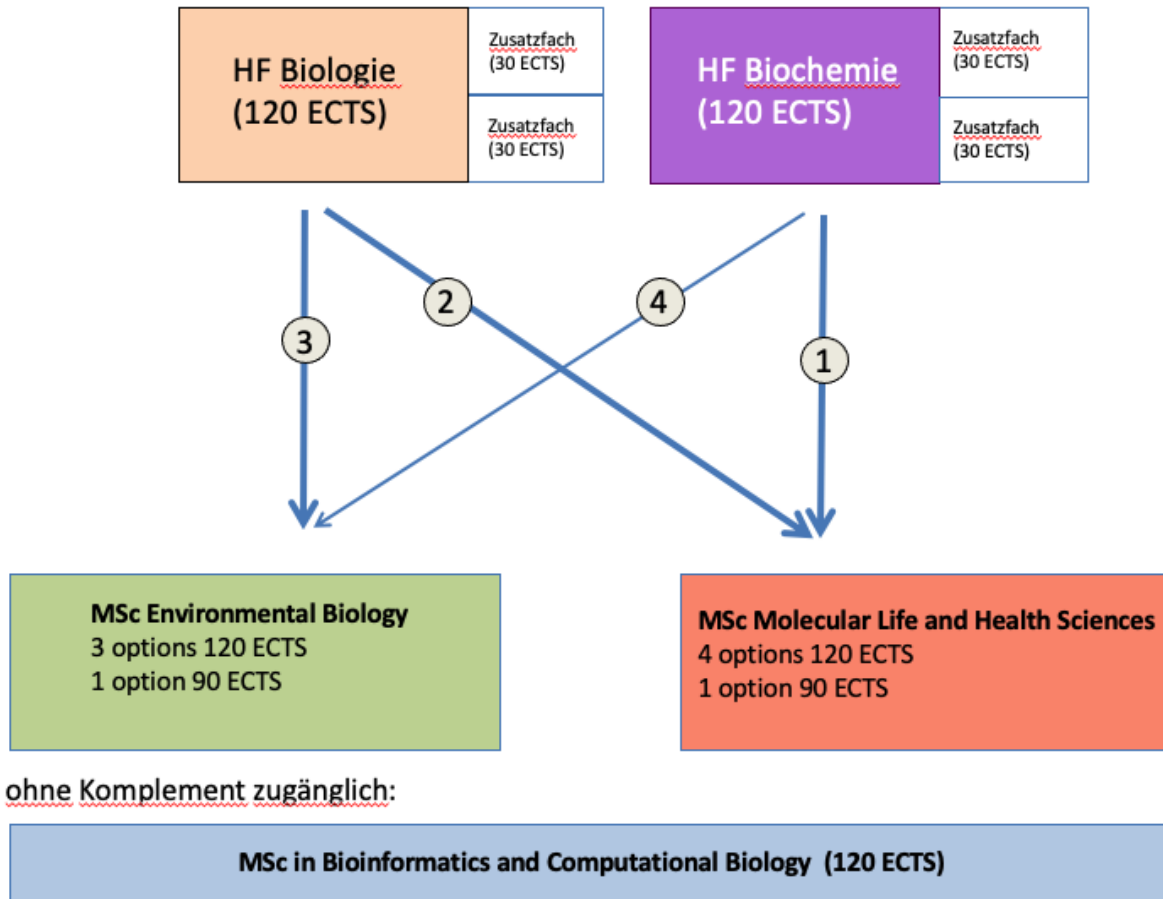 HF Biologie
(120 ECTS)
Zusatzfach
(30 ECTS)
Zusatzfach
(30 ECTS)
HF Biochemie
(120 ECTS)
Zusatzfach
(30 ECTS)
Zusatzfach
(30 ECTS)
2
4
3
1
MSc Environmental Biology
3 options 120 ECTS
1 option 90 ECTS
MSc Molecular Life and Health Sciences
4 options 120 ECTS
1 option 90 ECTS
ohne Komplement zugänglich:
MSc in Bioinformatics and Computational Biology (120 ECTS)